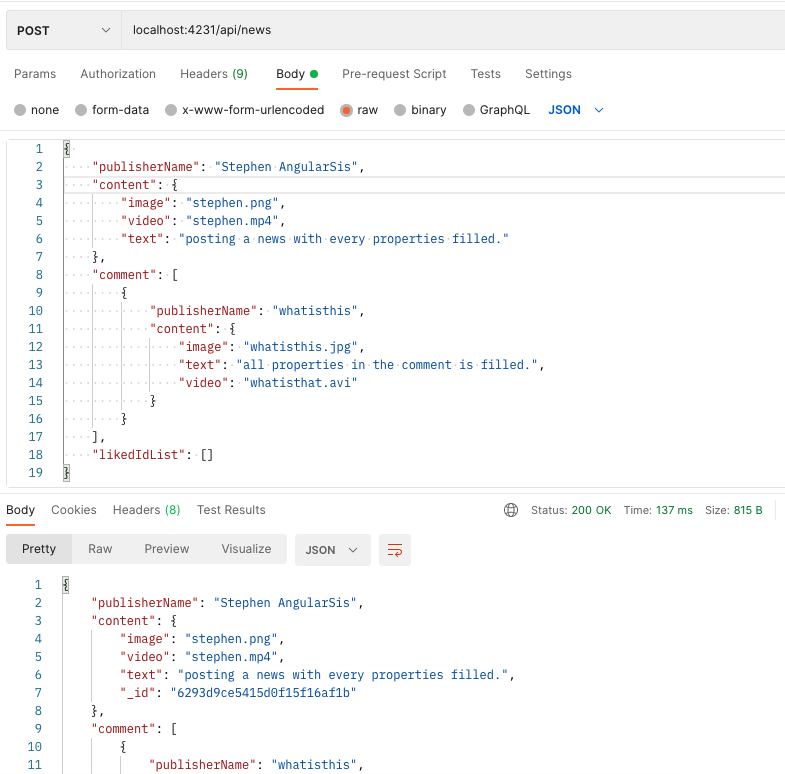 POST localhost:4231/api/news
Params Authorization Headers (9) Body Pre-request Script Tests Settings
none form-data x-www-form-urlencoded raw binary GraphQL JSON
1 {
2 "publisherName": "Stephen AngularSis",
3 "content": {
4 "image": "stephen.png",
5 "video": "stephen.mp4",
6 "text": "posting a news with every properties filled."
7 },
8 "comment": [
9 {
10 "publisherName": "whatisthis",
11 "content": {
12 "image": "whatisthis.jpg",
13 "text": "all properties in the comment is filled.",
14 "video": "whatisthat.avi"
15 }
16 }
17 ],
18 "likedIdList": []
19 }
Body Cookies Headers (8) Test Results Status: 200 OK Time: 137 ms Size: 815 B
Pretty Raw Preview Visualize JSON
1 {
2 "publisherName": "Stephen AngularSis",
3 "content": {
4 "image": "stephen.png",
5 "video": "stephen.mp4",
6 "text": "posting a news with every properties filled.",
7 "_id": "6293d9ce5415d0f15f16af1b"
8 },
9 "comment": [
10 {
11 "publisherName": "whatisthis",